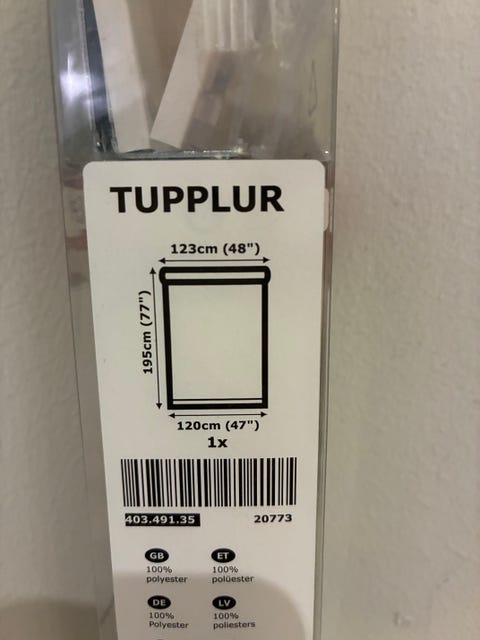 TUPPLUR
123cm (48")
195cm (77")
120cm (47")
1x
403.491.35 20773
GB ET
100% 100%
polyester polüester
DE LV
100% 100%
Polyester poliesters